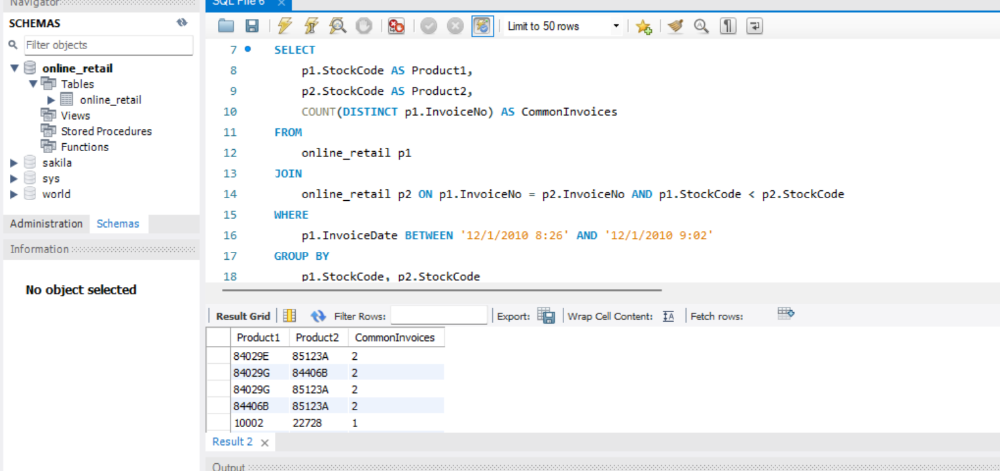 Navigator
SQL File 6
SCHEMAS
Limit to 50 rows
Filter objects
online_retail
Tables
online_retail
Views
Stored Procedures
Functions
sakila
sys
world
Administration Schemas
Information
No object selected
7 SELECT
8 p1.StockCode AS Product1,
9 p2.StockCode AS Product2,
10 COUNT(DISTINCT p1.InvoiceNo) AS CommonInvoices
11 FROM
12 online_retail p1
13 JOIN
14 online_retail p2 ON p1.InvoiceNo = p2.InvoiceNo AND p1.StockCode < p2.StockCode
15 WHERE
16 p1.InvoiceDate BETWEEN '12/1/2010 8:26' AND '12/1/2010 9:02'
17 GROUP BY
18 p1.StockCode, p2.StockCode
Result Grid Filter Rows: Export: Wrap Cell Content: IA Fetch rows:
Product1 Product2 CommonInvoices
84029E 85123A 2
84029G 84406B 2
84029G 85123A 2
84406B 85123A 2
10002 22728 1
Result 2
Output